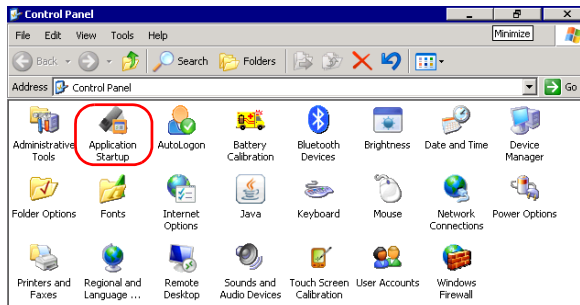 Control Panel
File Edit View Tools Help
Minimize
Back Search Folders
Address Control Panel Go
Administrative Tools
Application Startup
AutoLogon
Battery Calibration
Bluetooth Devices
Brightness
Date and Time
Device Manager
Folder Options
Fonts
Internet Options
Java
Keyboard
Mouse
Network Connections
Power Options
Printers and Faxes
Regional and Language ...
Remote Desktop
Sounds and Audio Devices
Touch Screen Calibration
User Accounts
Windows Firewall